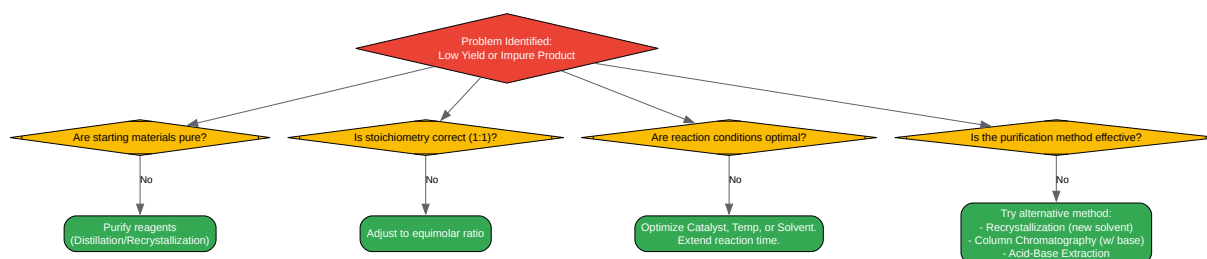 Problem Identified:
Low Yield or Impure Product
Are starting materials pure?
Is stoichiometry correct (1:1)?
Are reaction conditions optimal?
Is the purification method effective?
No
No
No
No
Purify reagents
(Distillation/Recrystallization)
Adjust to equimolar ratio
Optimize Catalyst, Temp, or Solvent.
Extend reaction time.
Try alternative method:
- Recrystallization (new solvent)
- Column Chromatography (w/ base)
- Acid-Base Extraction